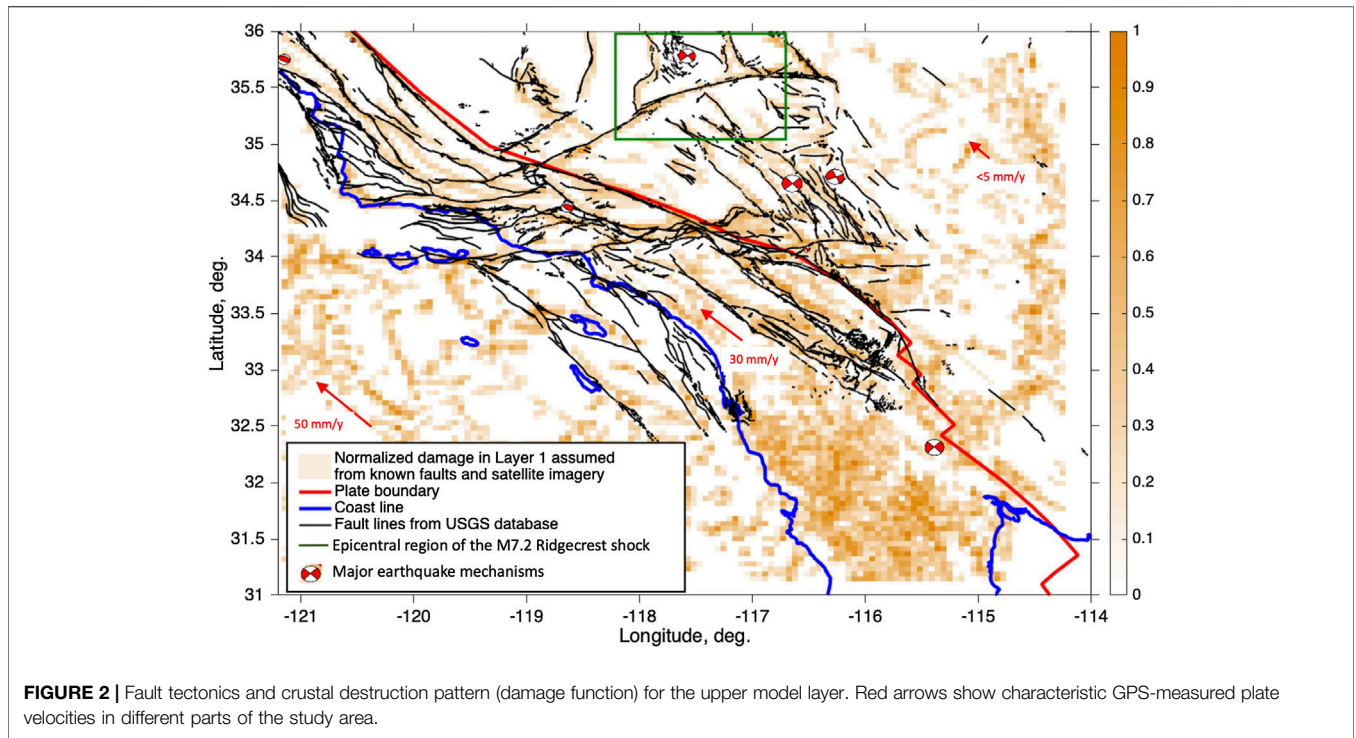 36
35.5
35
34.5
34
33.5
33
32.5
32
31.5
31
Latitude, deg.
-121
-120
-119
-118
-117
-116
-115
-114
Longitude, deg.
1
0.9
0.8
0.7
0.6
0.5
0.4
0.3
0.2
0.1
0
<5 mm/y
30 mm/y
50 mm/y
Normalized damage in Layer 1 assumed
from known faults and satellite imagery
Plate boundary
Coast line
Fault lines from USGS database
Epicentral region of the M7.2 Ridgecrest shock
Major earthquake mechanisms
FIGURE 2 | Fault tectonics and crustal destruction pattern (damage function) for the upper model layer. Red arrows show characteristic GPS-measured plate
velocities in different parts of the study area.